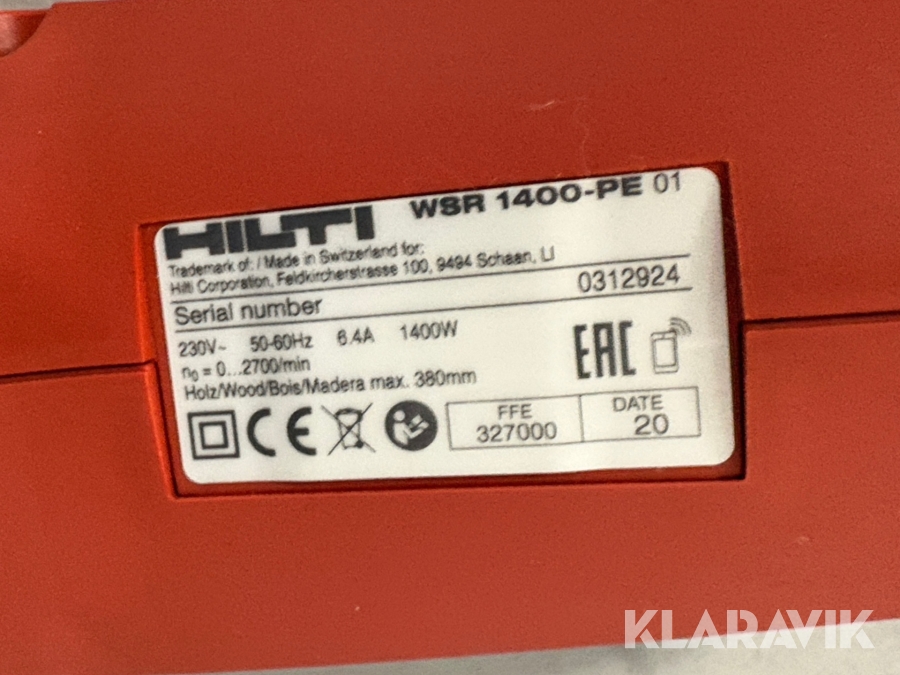 HILTI WSR 1400-PE 01
Trademark of: / Made in Switzerland for:
Hilti Corporation, Feldkircherstrasse 100, 9494 Schaan, LI
Serial number 0312924
230V~ 50-60Hz 6.4A 1400W
n₀ = 0...2700/min
Holz/Wood/Bois/Madera max. 380mm
EAC
CE
FFE DATE
327000 20
KLARAVIK